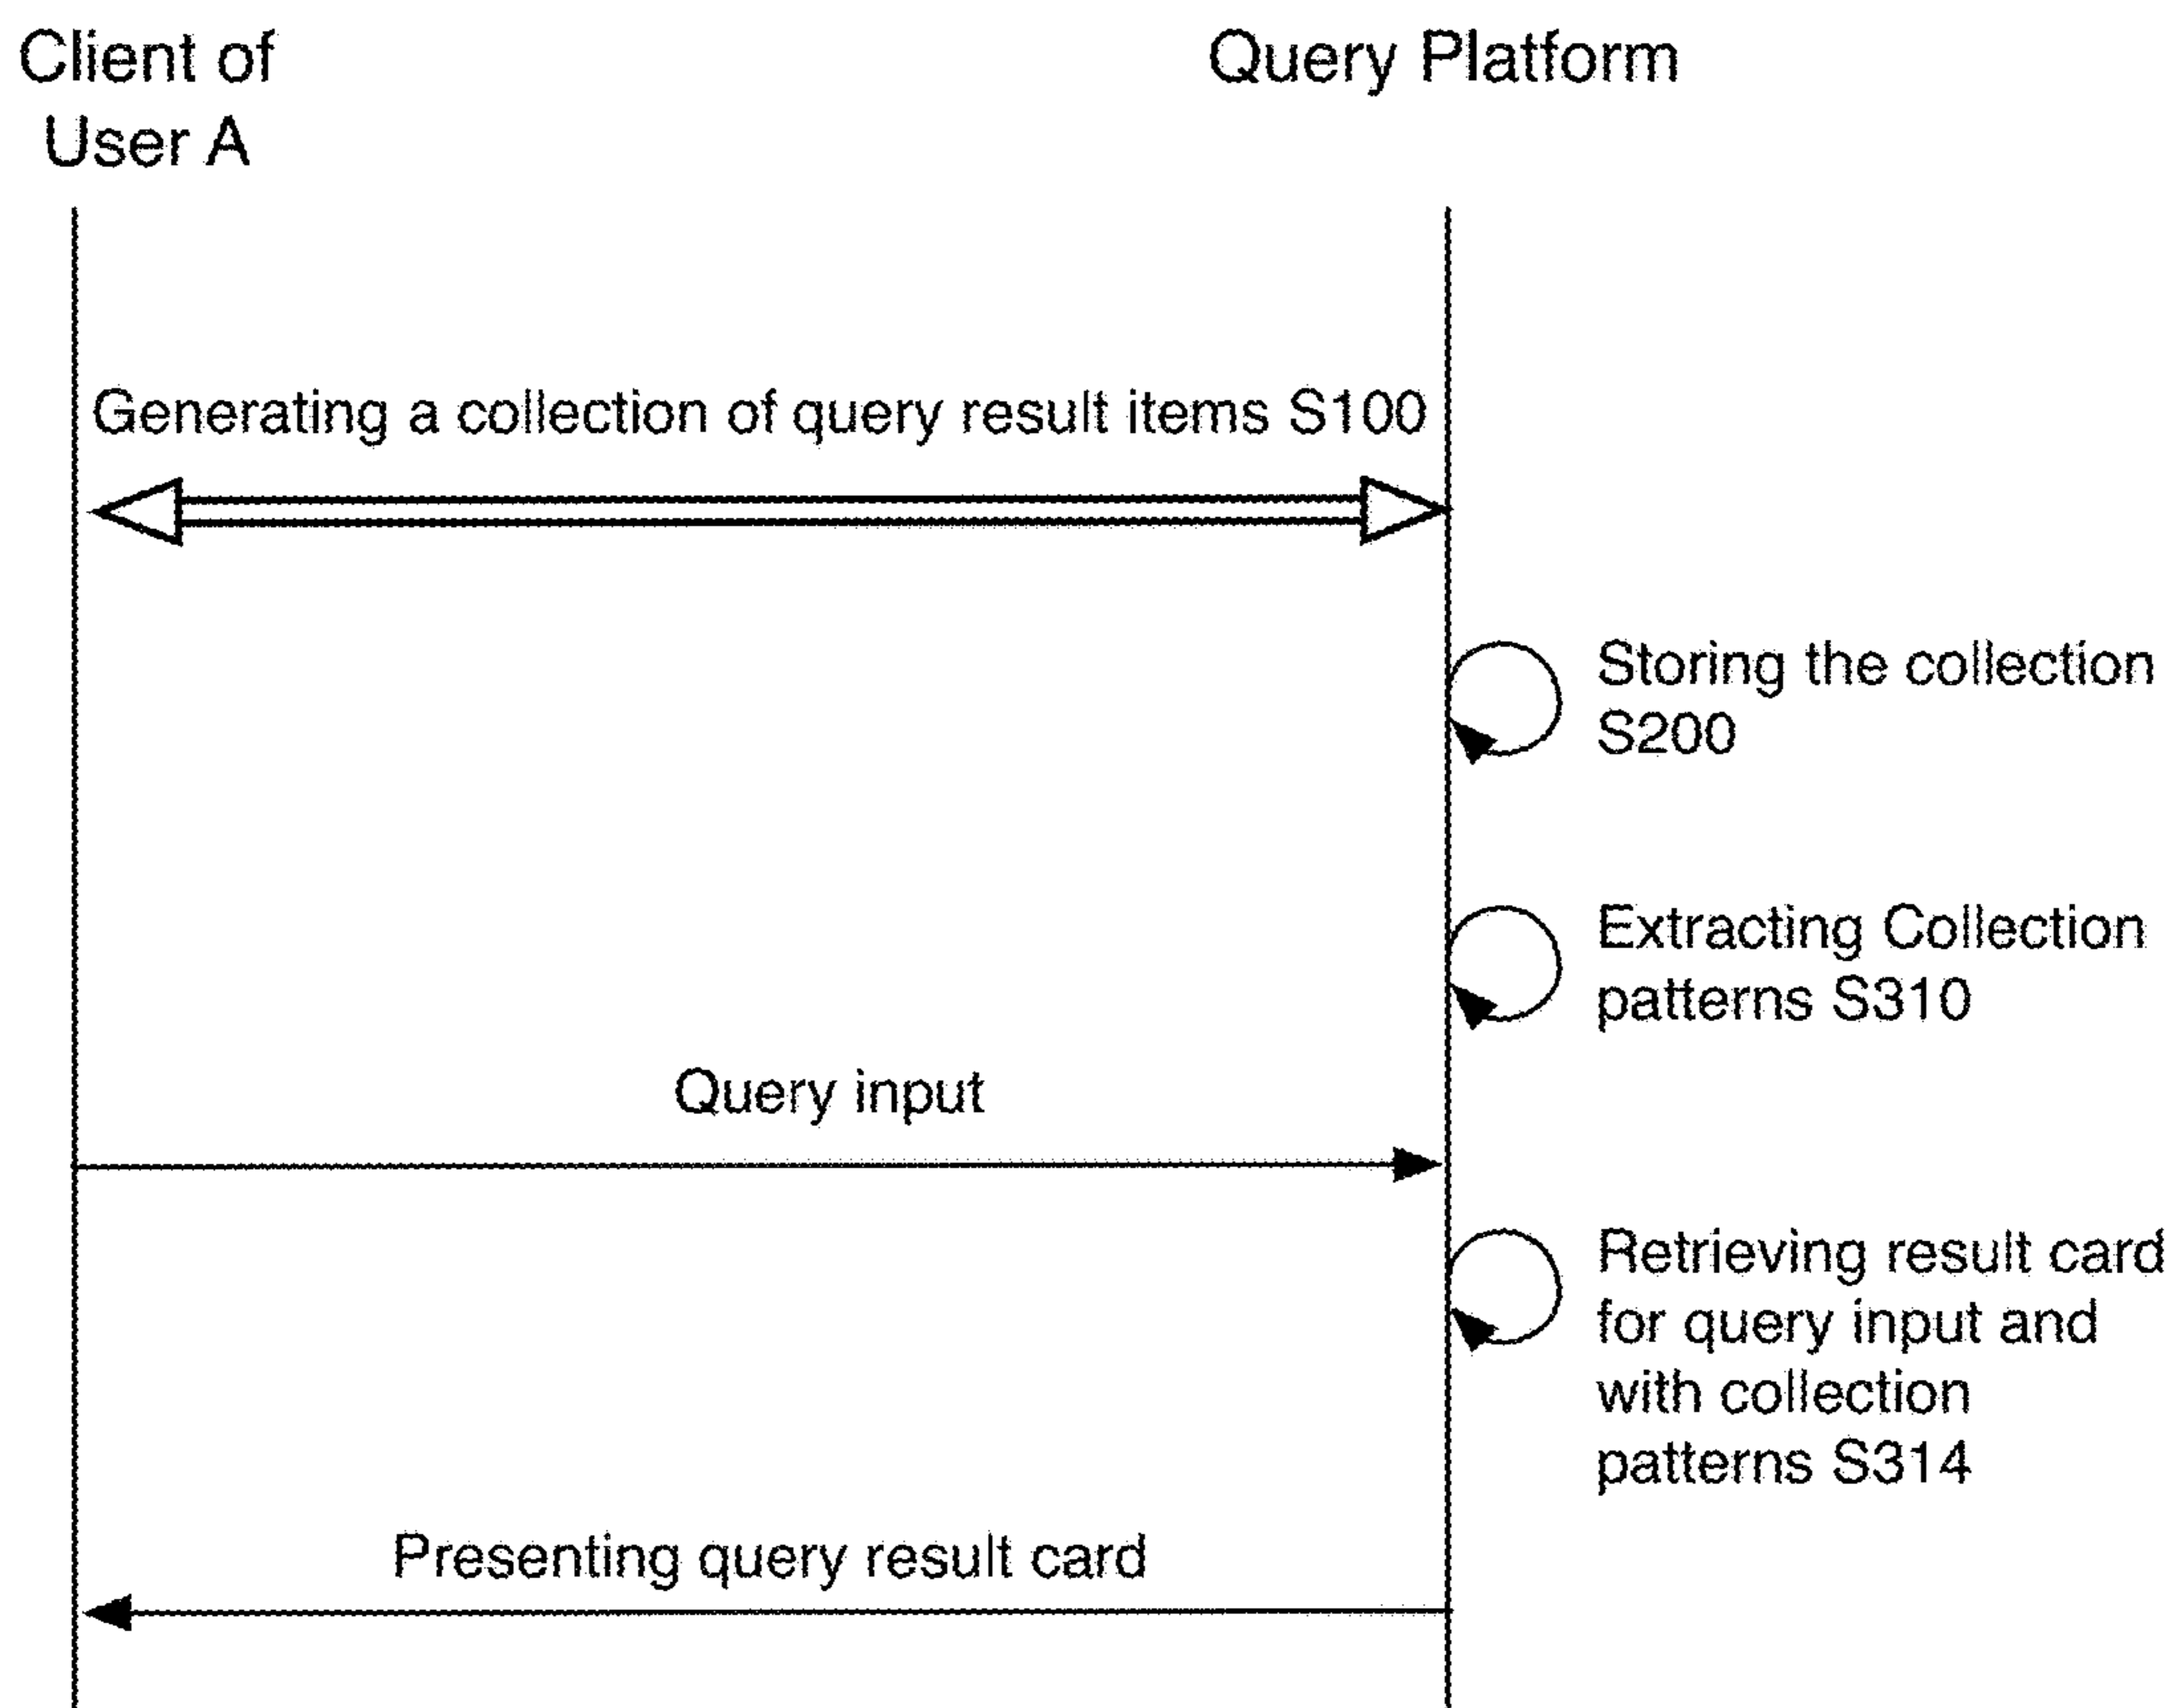 Client of
User A
Query Platform
Generating a collection of query result items S100
Storing the collection
S200
Extracting Collection
patterns S310
Query input
Retrieving result card
for query input and
with collection
patterns S314
Presenting query result card